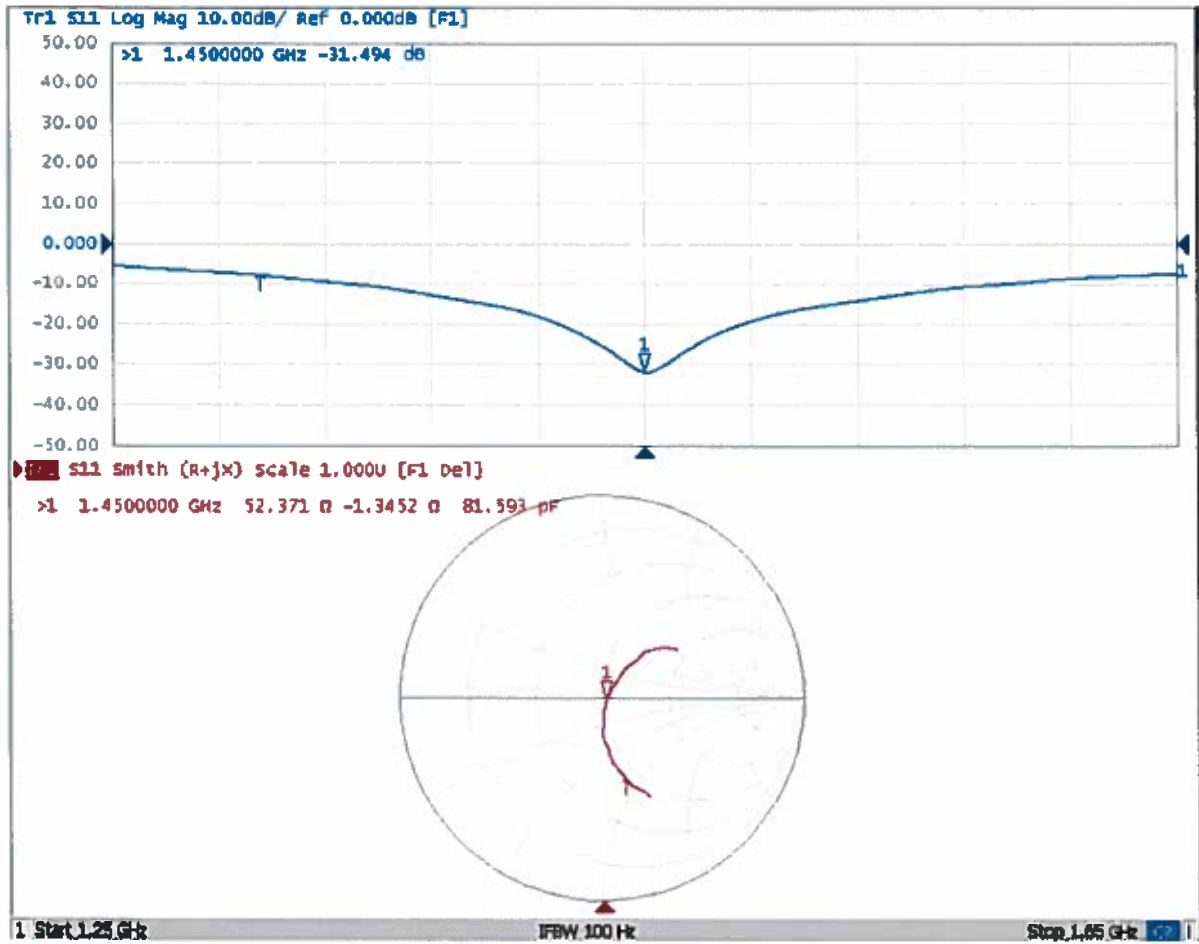 Tr1 S11 Log Mag 10.00dB/ Ref 0.000dB [F1]
50.00
>1 1.4500000 GHz -31.494 dB
40.00
30.00
20.00
10.00
0.000
-10.00
1
-20.00
1
-30.00
-40.00
-50.00
S11 Smith (R+jX) Scale 1.000U [F1 Del]
>1 1.4500000 GHz 52.371 Ω -1.3452 Ω 81.593 pF
1
1 Start 1.25 GHz IFBW 100 Hz Stop 1.65 GHz